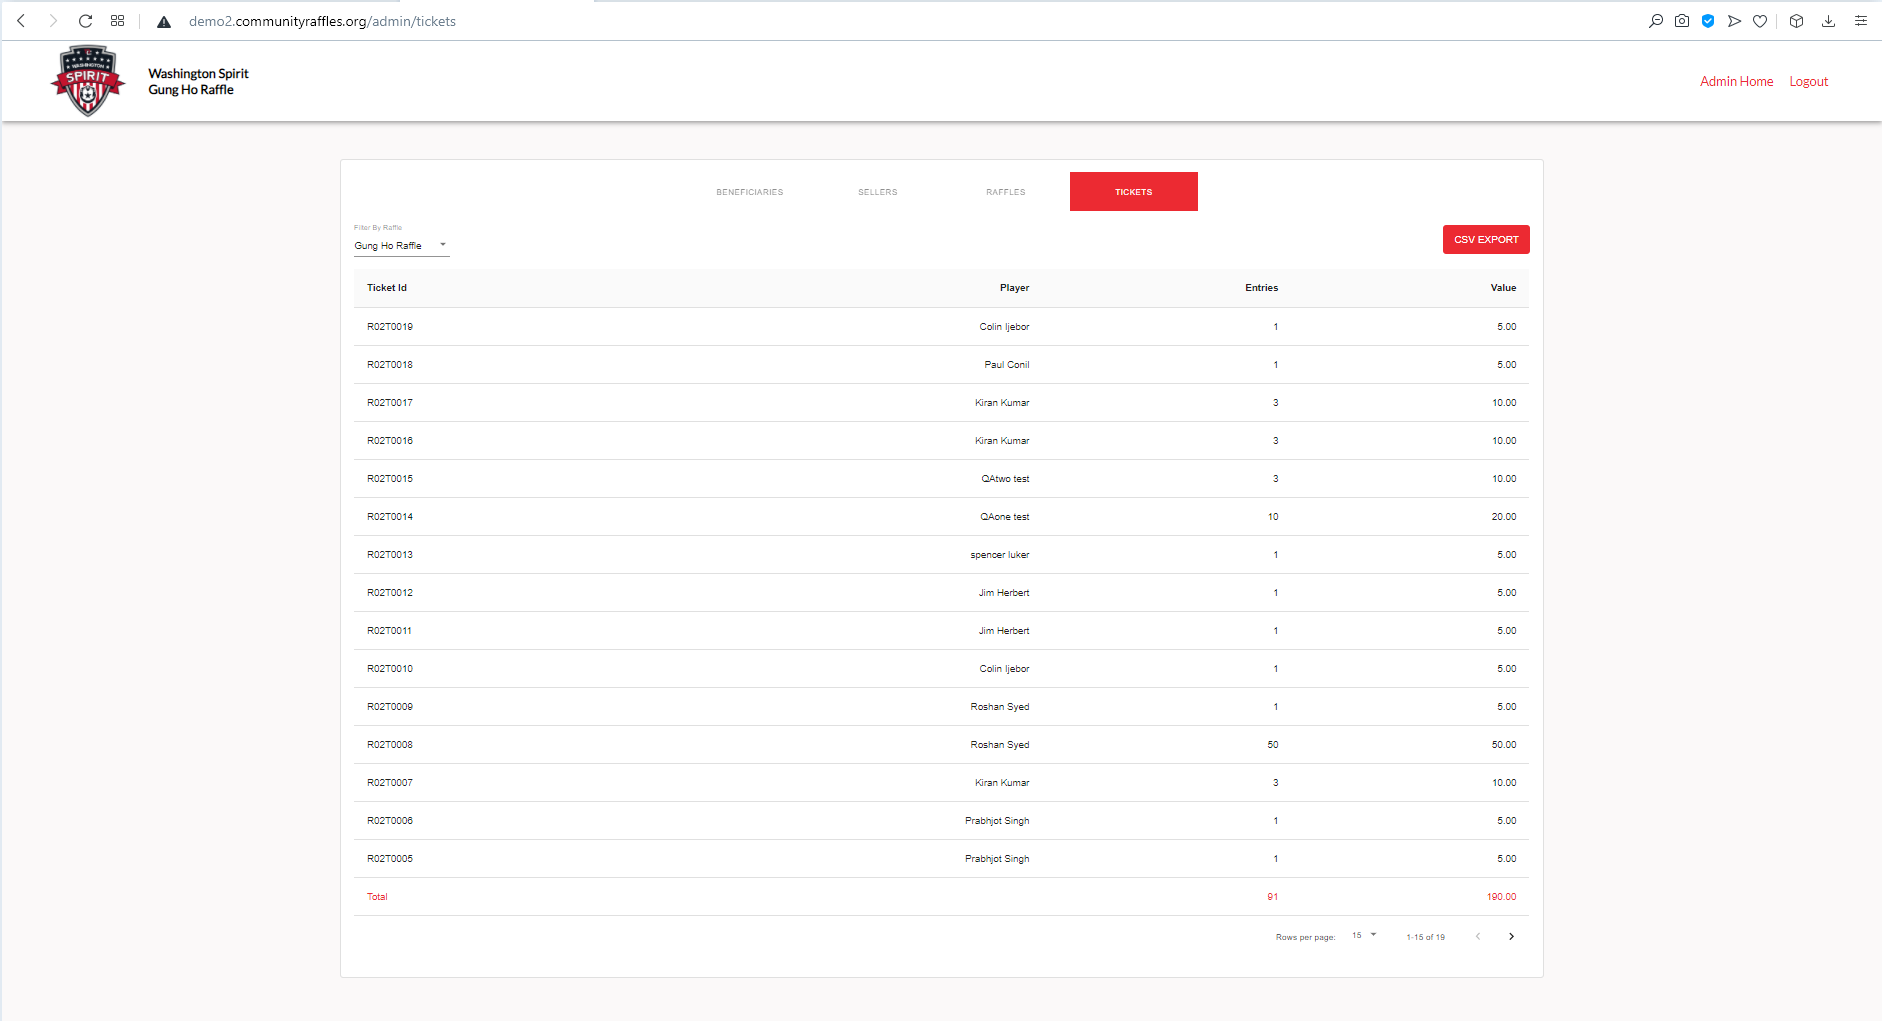 demo2.communityraffles.org/admin/tickets
WASHINGTON
SPIRIT
Washington Spirit
Gung Ho Raffle
Admin Home Logout
BENEFICIARIES SELLERS RAFFLES TICKETS
Filter By Raffle
Gung Ho Raffle
CSV EXPORT
Ticket Id Player Entries Value
R02T0019 Colin Ijebor 1 5.00
R02T0018 Paul Conil 1 5.00
R02T0017 Kiran Kumar 3 10.00
R02T0016 Kiran Kumar 3 10.00
R02T0015 QAtwo test 3 10.00
R02T0014 QAone test 10 20.00
R02T0013 spencer luker 1 5.00
R02T0012 Jim Herbert 1 5.00
R02T0011 Jim Herbert 1 5.00
R02T0010 Colin Ijebor 1 5.00
R02T0009 Roshan Syed 1 5.00
R02T0008 Roshan Syed 50 50.00
R02T0007 Kiran Kumar 3 10.00
R02T0006 Prabhjot Singh 1 5.00
R02T0005 Prabhjot Singh 1 5.00
Total 91 190.00
Rows per page: 15 1-15 of 19